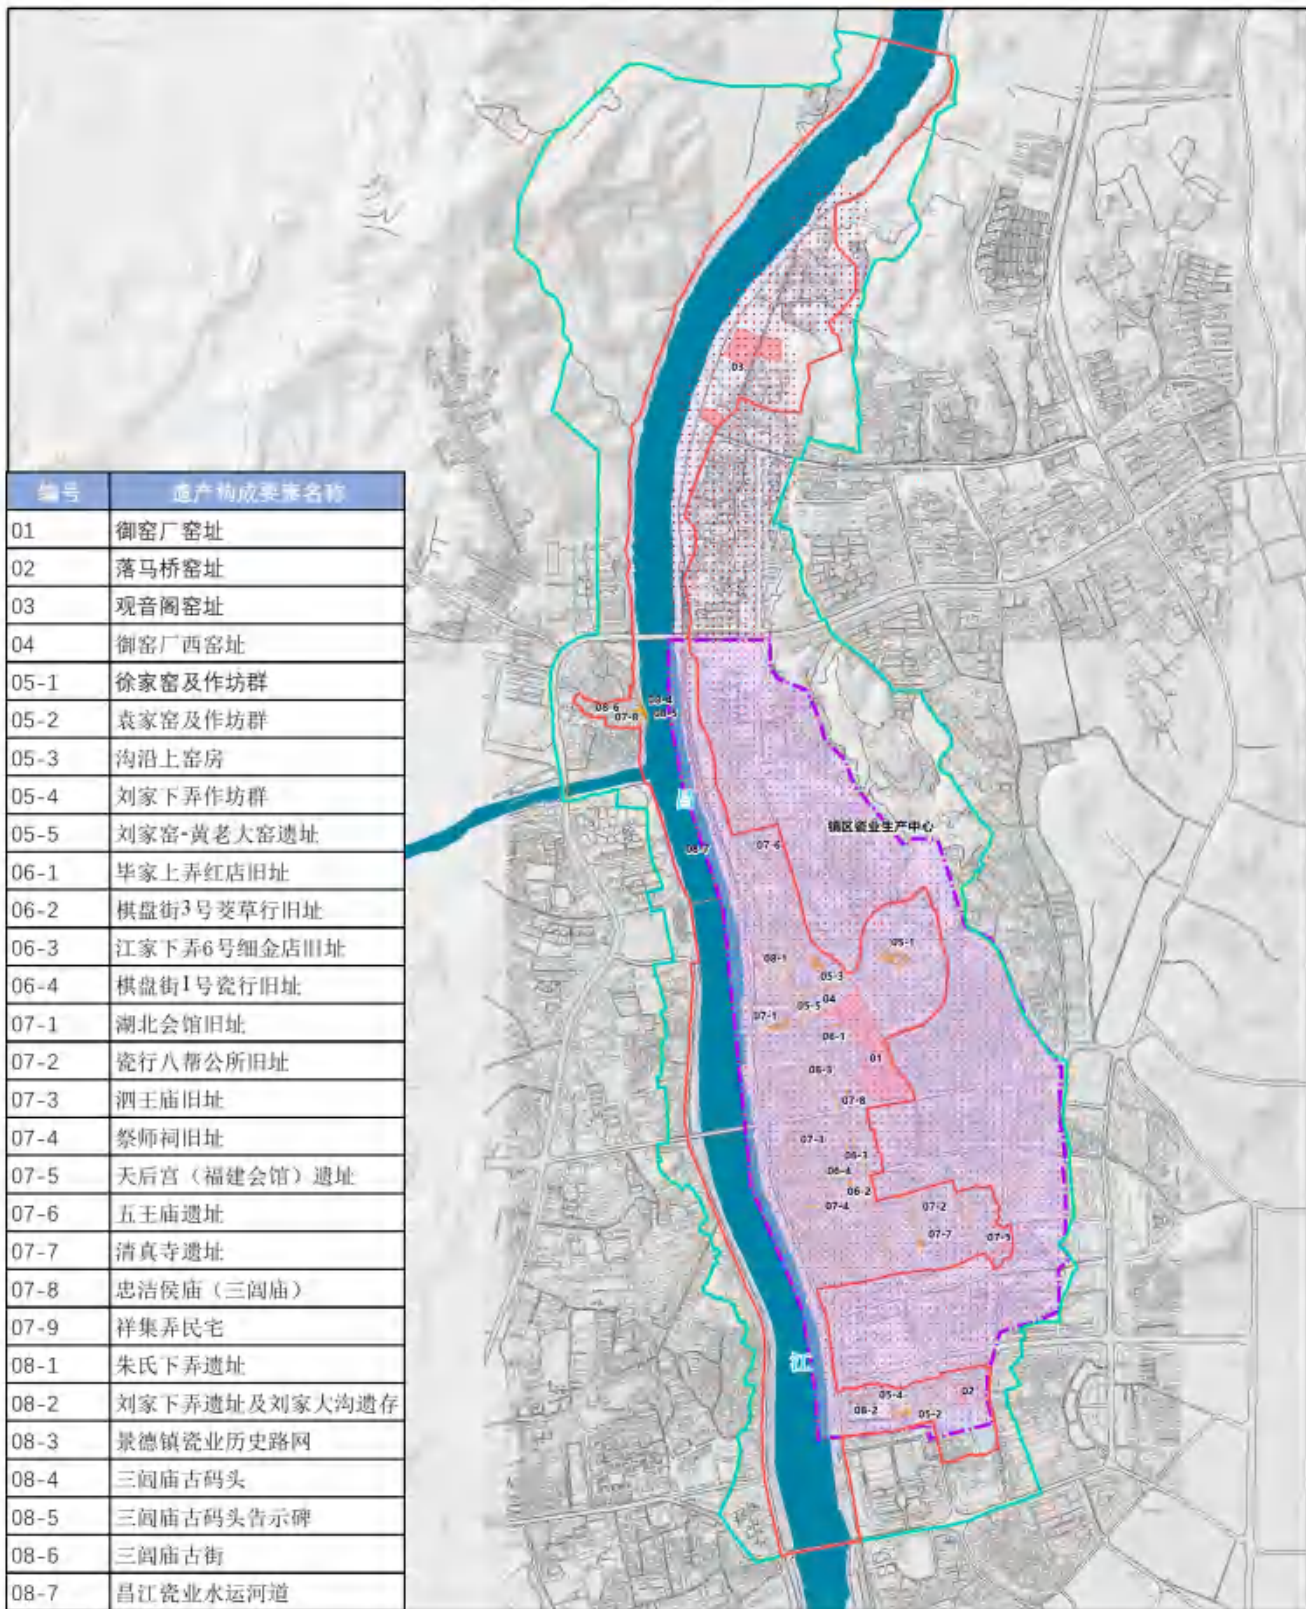 编号 遗产构成要素名称
01 御窑厂窑址
02 落马桥窑址
03 观音阁窑址
04 御窑厂西窑址
05-1 徐家窑及作坊群
05-2 袁家窑及作坊群
05-3 沟沿上窑房
05-4 刘家下弄作坊群
05-5 刘家窑-黄老大窑遗址
06-1 毕家上弄红店旧址
06-2 棋盘街3号茭草行旧址
06-3 江家下弄6号细金店旧址
06-4 棋盘街1号瓷行旧址
07-1 湖北会馆旧址
07-2 瓷行八帮公所旧址
07-3 泗王庙旧址
07-4 祭师祠旧址
07-5 天后宫（福建会馆）遗址
07-6 五王庙遗址
07-7 清真寺遗址
07-8 忠洁侯庙（三闾庙）
07-9 祥集弄民宅
08-1 朱氏下弄遗址
08-2 刘家下弄遗址及刘家大沟遗存
08-3 景德镇瓷业历史路网
08-4 三闾庙古码头
08-5 三闾庙古码头告示碑
08-6 三闾庙古街
08-7 昌江瓷业水运河道
03
08-4
08-6
07-8
08-5
镇区瓷业生产中心
08-7
07-6
05-1
08-1
05-3
05-5
04
07-1
06-1
01
06-3
07-8
07-3
08-3
06-4
06-2
07-4
07-2
07-7
07-5
05-4
02
08-2
05-2